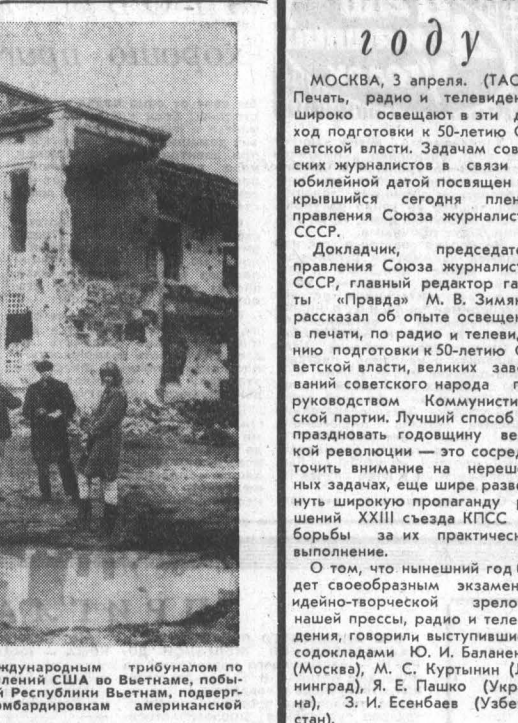 ждународным трибуналом по
лений США во Вьетнаме, побы-
й Республики Вьетнам, подверг-
омбардировкам американской
году
МОСКВА, 3 апреля. (ТАС
Печать, радио и телевиден
широко освещают в эти д
ход подготовки к 50-летию С
ветской власти. Задачам сов
ских журналистов в связи
юбилейной датой посвящен
крывшийся сегодня плен
правления Союза журналист
СССР.
Докладчик, председате
правления Союза журналист
СССР, главный редактор газ
ты «Правда» М. В. Зимян
рассказал об опыте освещен
в печати, по радио и телеви
нию подготовки к 50-летию С
ветской власти, великих заво
ваний советского народа п
руководством Коммунисти
ской партии. Лучший способ
праздновать годовщину вел
кой революции — это сосред
точить внимание на нереше
ных задачах, еще шире разве
нуть широкую пропаганду р
шений XXIII съезда КПСС
борьбы за их практическ
выполнение.
О том, что нынешний год б
дет своеобразным экзамен
идейно-творческой зрело
нашей прессы, радио и теле
дения, говорили выступивши
содокладами Ю. И. Баланен
(Москва), М. С. Куртынин (Л
нинград), Я. Е. Пашко (Укр
на), З. И. Есенбаев (Узбе
стан).